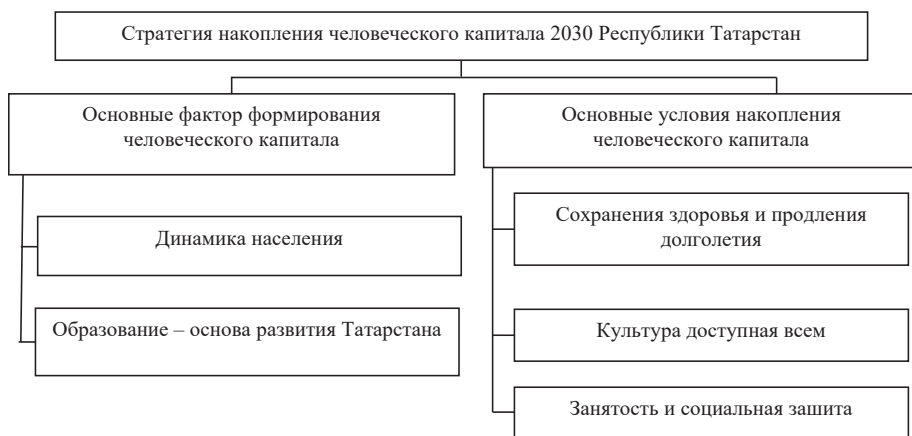 Стратегия накопления человеческого капитала 2030 Республики Татарстан
Основные фактор формирования
человеческого капитала
Динамика населения
Образование – основа развития Татарстана
Основные условия накопления
человеческого капитала
Сохранения здоровья и продления
долголетия
Культура доступная всем
Занятость и социальная зашита